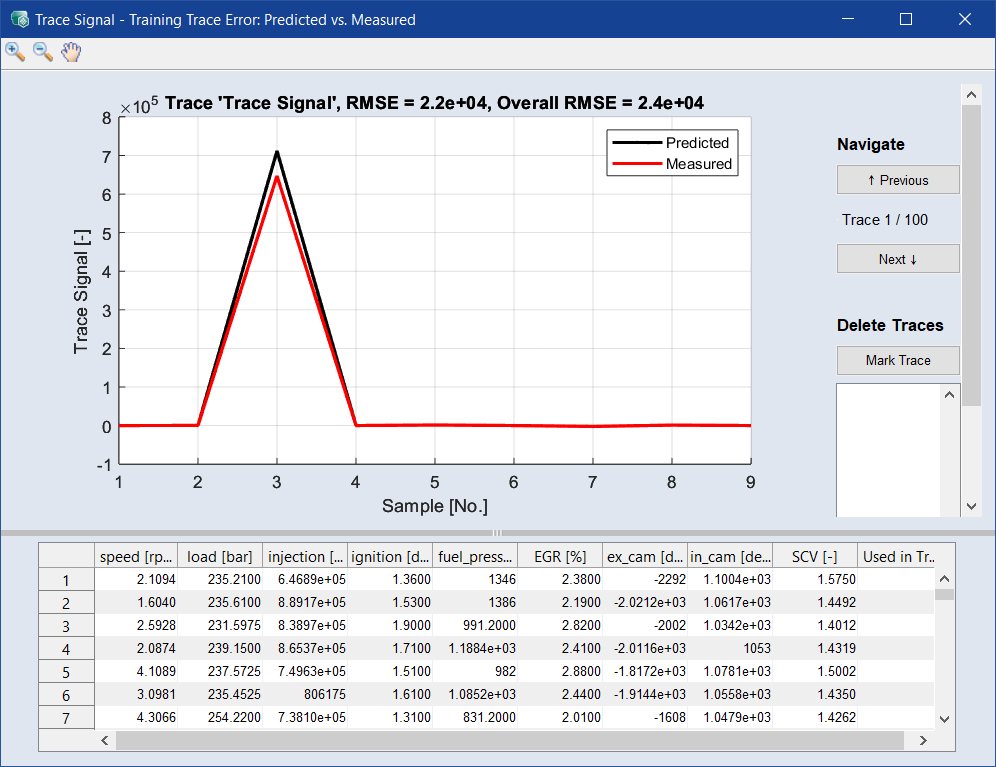 Trace Signal - Training Trace Error: Predicted vs. Measured
×10⁵ Trace 'Trace Signal', RMSE = 2.2e+04, Overall RMSE = 2.4e+04
8
7
6
5
4
3
2
1
0
-1
Trace Signal [-]
1 2 3 4 5 6 7 8 9
Sample [No.]
Predicted
Measured
Navigate
↑ Previous
Trace 1 / 100
Next ↓
Delete Traces
Mark Trace
speed [rp... load [bar] injection [... ignition [d... fuel_press... EGR [%] ex_cam [d... in_cam [de... SCV [-] Used in Tr...
1 2.1094 235.2100 6.4689e+05 1.3600 1346 2.3800 -2292 1.1004e+03 1.5750
2 1.6040 235.6100 8.8917e+05 1.5300 1386 2.1900 -2.0212e+03 1.0617e+03 1.4492
3 2.5928 231.5975 8.3897e+05 1.9000 991.2000 2.8200 -2002 1.0342e+03 1.4012
4 2.0874 239.1500 8.6537e+05 1.7100 1.1884e+03 2.4100 -2.0116e+03 1053 1.4319
5 4.1089 237.5725 7.4963e+05 1.5100 982 2.8800 -1.8172e+03 1.0781e+03 1.5002
6 3.0981 235.4525 806175 1.6100 1.0852e+03 2.4400 -1.9144e+03 1.0558e+03 1.4350
7 4.3066 254.2200 7.3810e+05 1.3100 831.2000 2.0100 -1608 1.0479e+03 1.4262